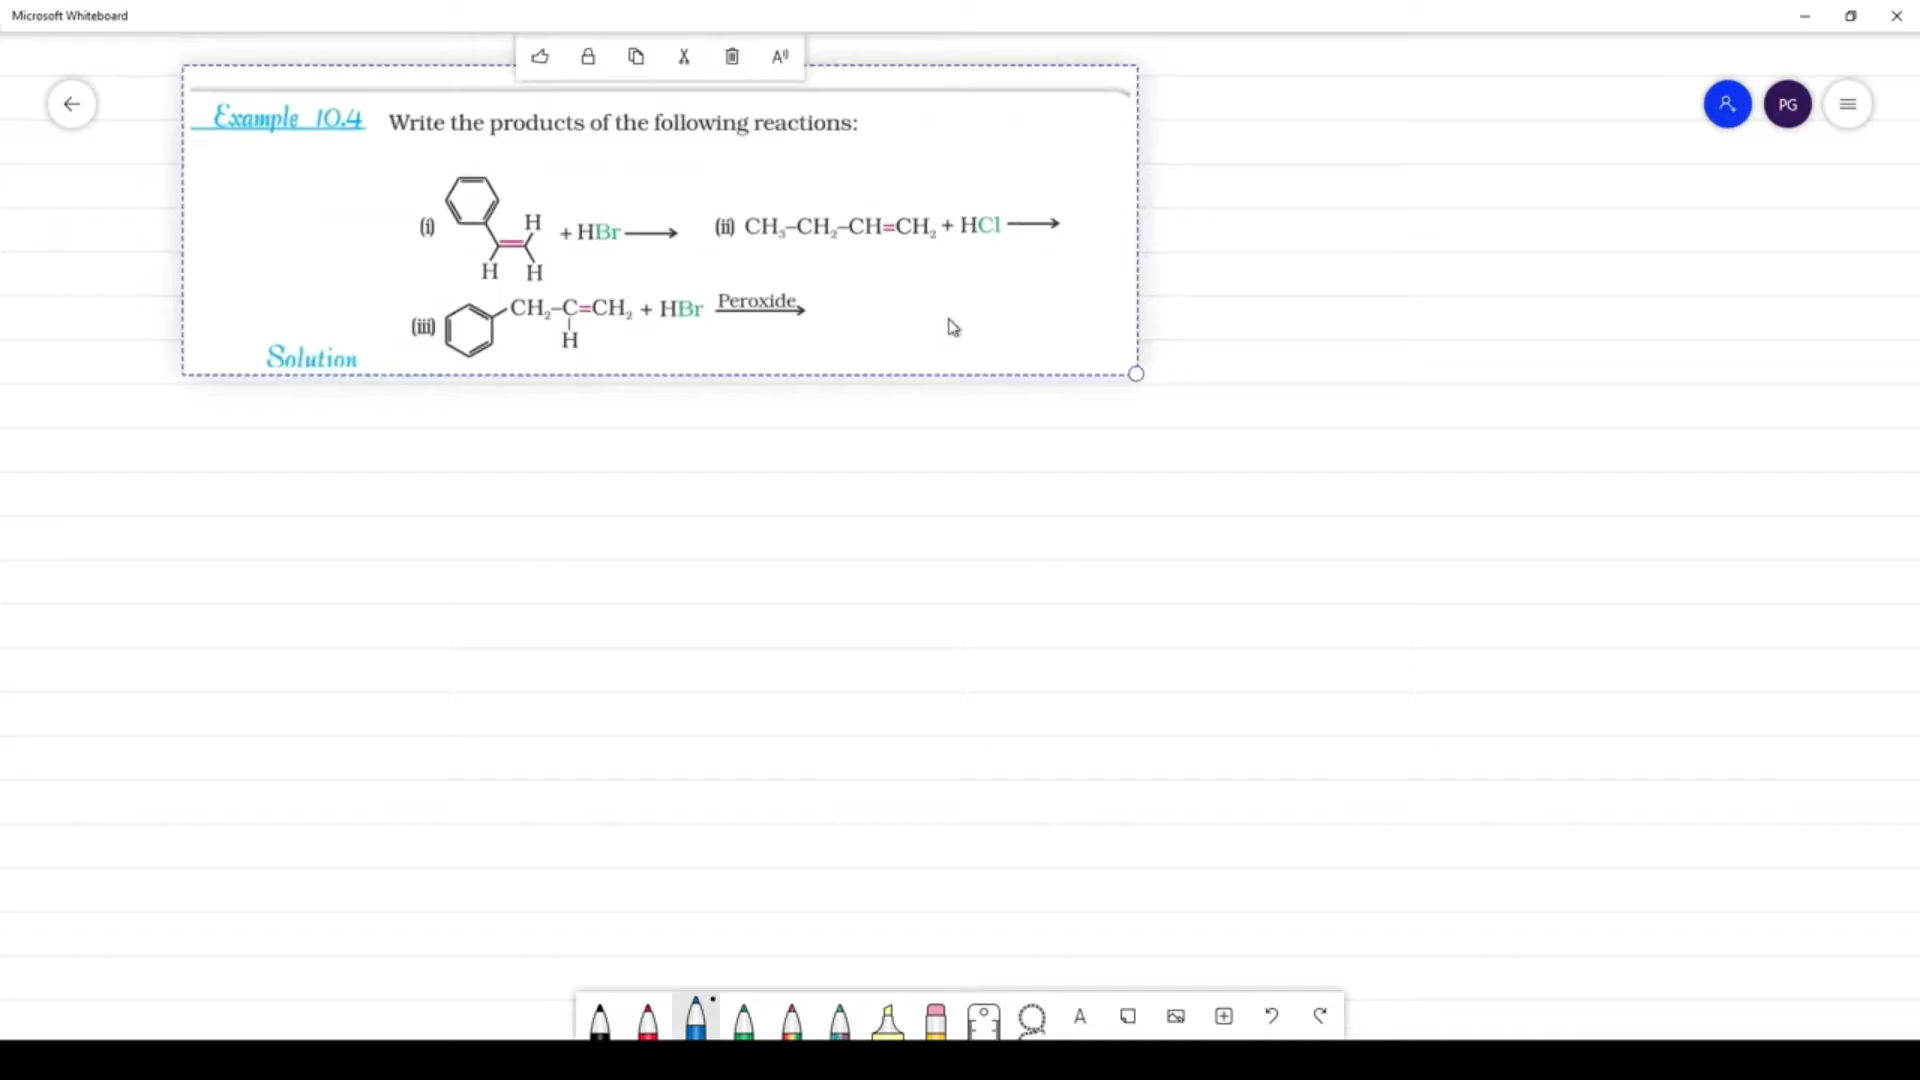 Microsoft Whiteboard
PG
Example 10.4 Write the products of the following reactions:
(i) H H H + HBr ⟶ (ii) CH₃–CH₂–CH=CH₂ + HCl ⟶
(iii) CH₂–C=CH₂ + HBr Peroxide ⟶
H
Solution
A